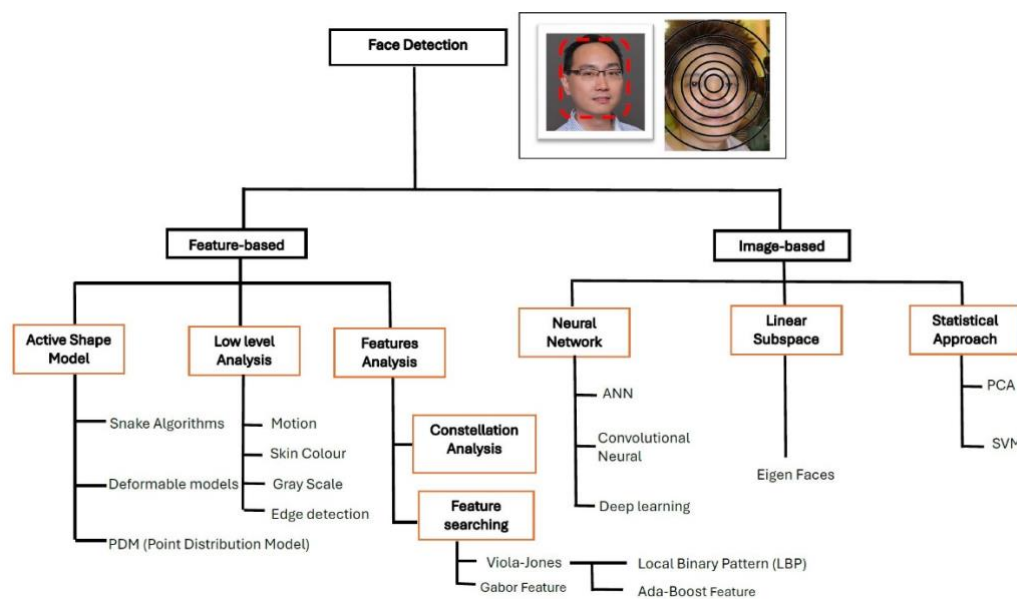 Face Detection
Feature-based
Image-based
Active Shape
Model
Low level
Analysis
Features
Analysis
Neural
Network
Linear
Subspace
Statistical
Approach
Snake Algorithms
Deformable models
PDM (Point Distribution Model)
Motion
Skin Colour
Gray Scale
Edge detection
Constellation
Analysis
Feature
searching
Viola-Jones
Gabor Feature
Local Binary Pattern (LBP)
Ada-Boost Feature
ANN
Convolutional
Neural
Deep learning
Eigen Faces
PCA
SVM